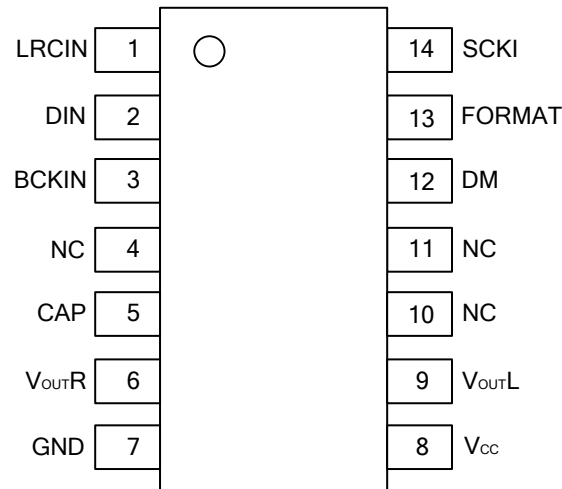 LRCIN 1 14 SCKI
DIN 2 13 FORMAT
BCKIN 3 12 DM
NC 4 11 NC
CAP 5 10 NC
VOUTR 6 9 VOUTL
GND 7 8 VCC